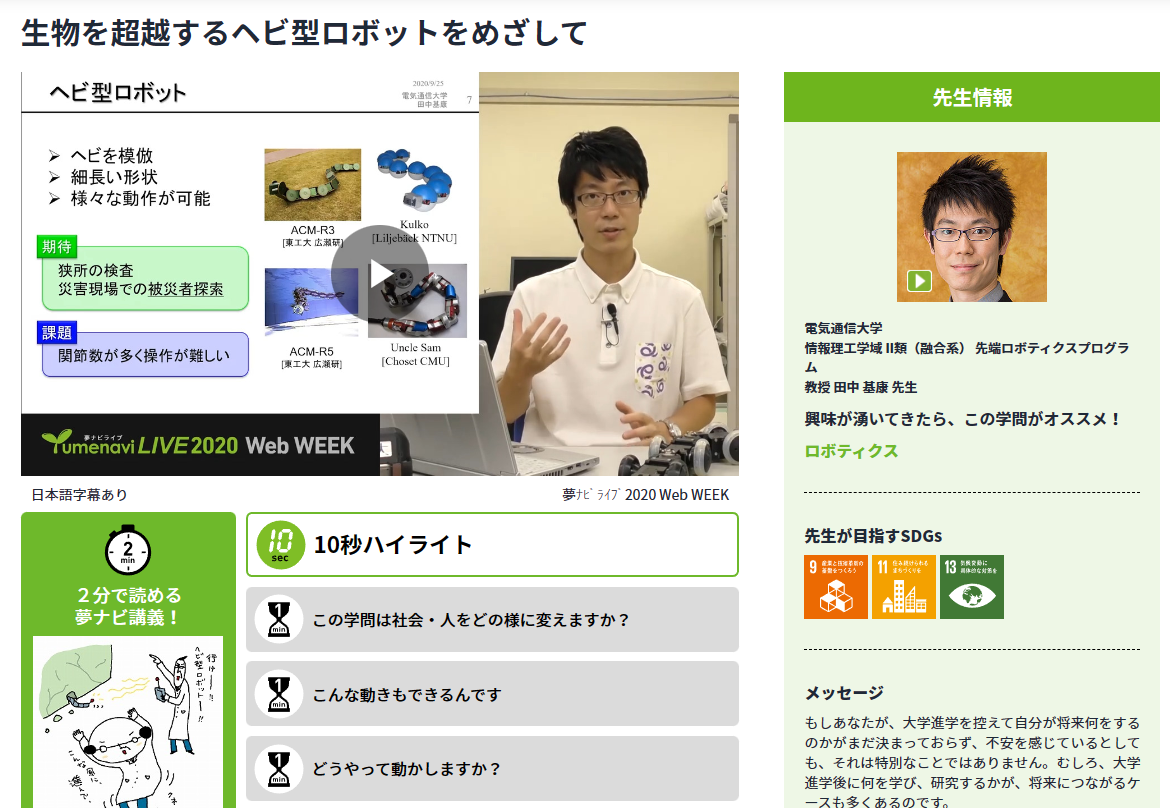 生物を超越するヘビ型ロボットをめざして
ヘビ型ロボット
2020/9/25
電気通信大学
田中基康
7
➢ ヘビを模倣
➢ 細長い形状
➢ 様々な動作が可能
ACM-R3
[東工大 広瀬研]
Kulko
[Liljebäck NTNU]
期待
狭所の検査
災害現場での被災者探索
課題
関節数が多く操作が難しい
ACM-R5
[東工大 広瀬研]
Uncle Sam
[Choset CMU]
夢ナビライブ
Yumenavi LIVE 2020 Web WEEK
日本語字幕あり
夢ナビライブ 2020 Web WEEK
2
min
２分で読める
夢ナビ講義！
行けー!!
ヘビ型ロボットー!!
10
sec
10秒ハイライト
1
min
この学問は社会・人をどの様に変えますか？
1
min
こんな動きもできるんです
1
min
どうやって動かしますか？
先生情報
電気通信大学
情報理工学域 II類（融合系） 先端ロボティクスプログラ
ム
教授 田中 基康 先生
興味が湧いてきたら、この学問がオススメ！
ロボティクス
先生が目指すSDGs
9 産業と技術革新の
基盤をつくろう
11 住み続けられる
まちづくりを
13 気候変動に
具体的な対策を
メッセージ
もしあなたが、大学進学を控えて自分が将来何をする
のかがまだ決まっておらず、不安を感じているとして
も、それは特別なことではありません。むしろ、大学
進学後に何を学び、研究するかが、将来につながるケ
ースも多くあるのです。